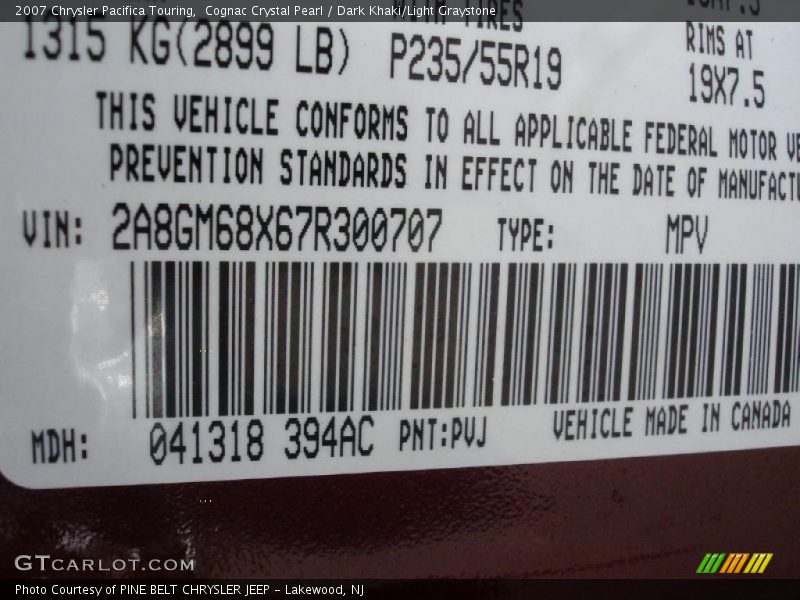 2007 Chrysler Pacifica Touring,  Cognac Crystal Pearl / Dark Khaki/Light Graystone
TIRES
1315 KG(2899 LB) P235/55R19
RIMS AT
19X7.5
THIS VEHICLE CONFORMS TO ALL APPLICABLE FEDERAL MOTOR VE
PREVENTION STANDARDS IN EFFECT ON THE DATE OF MANUFACTU
VIN: 2A8GM68X67R300707 TYPE: MPV
MDH: 041318 394AC PNT:PVJ VEHICLE MADE IN CANADA
GTCARLOT.COM
Photo Courtesy of PINE BELT CHRYSLER JEEP - Lakewood, NJ